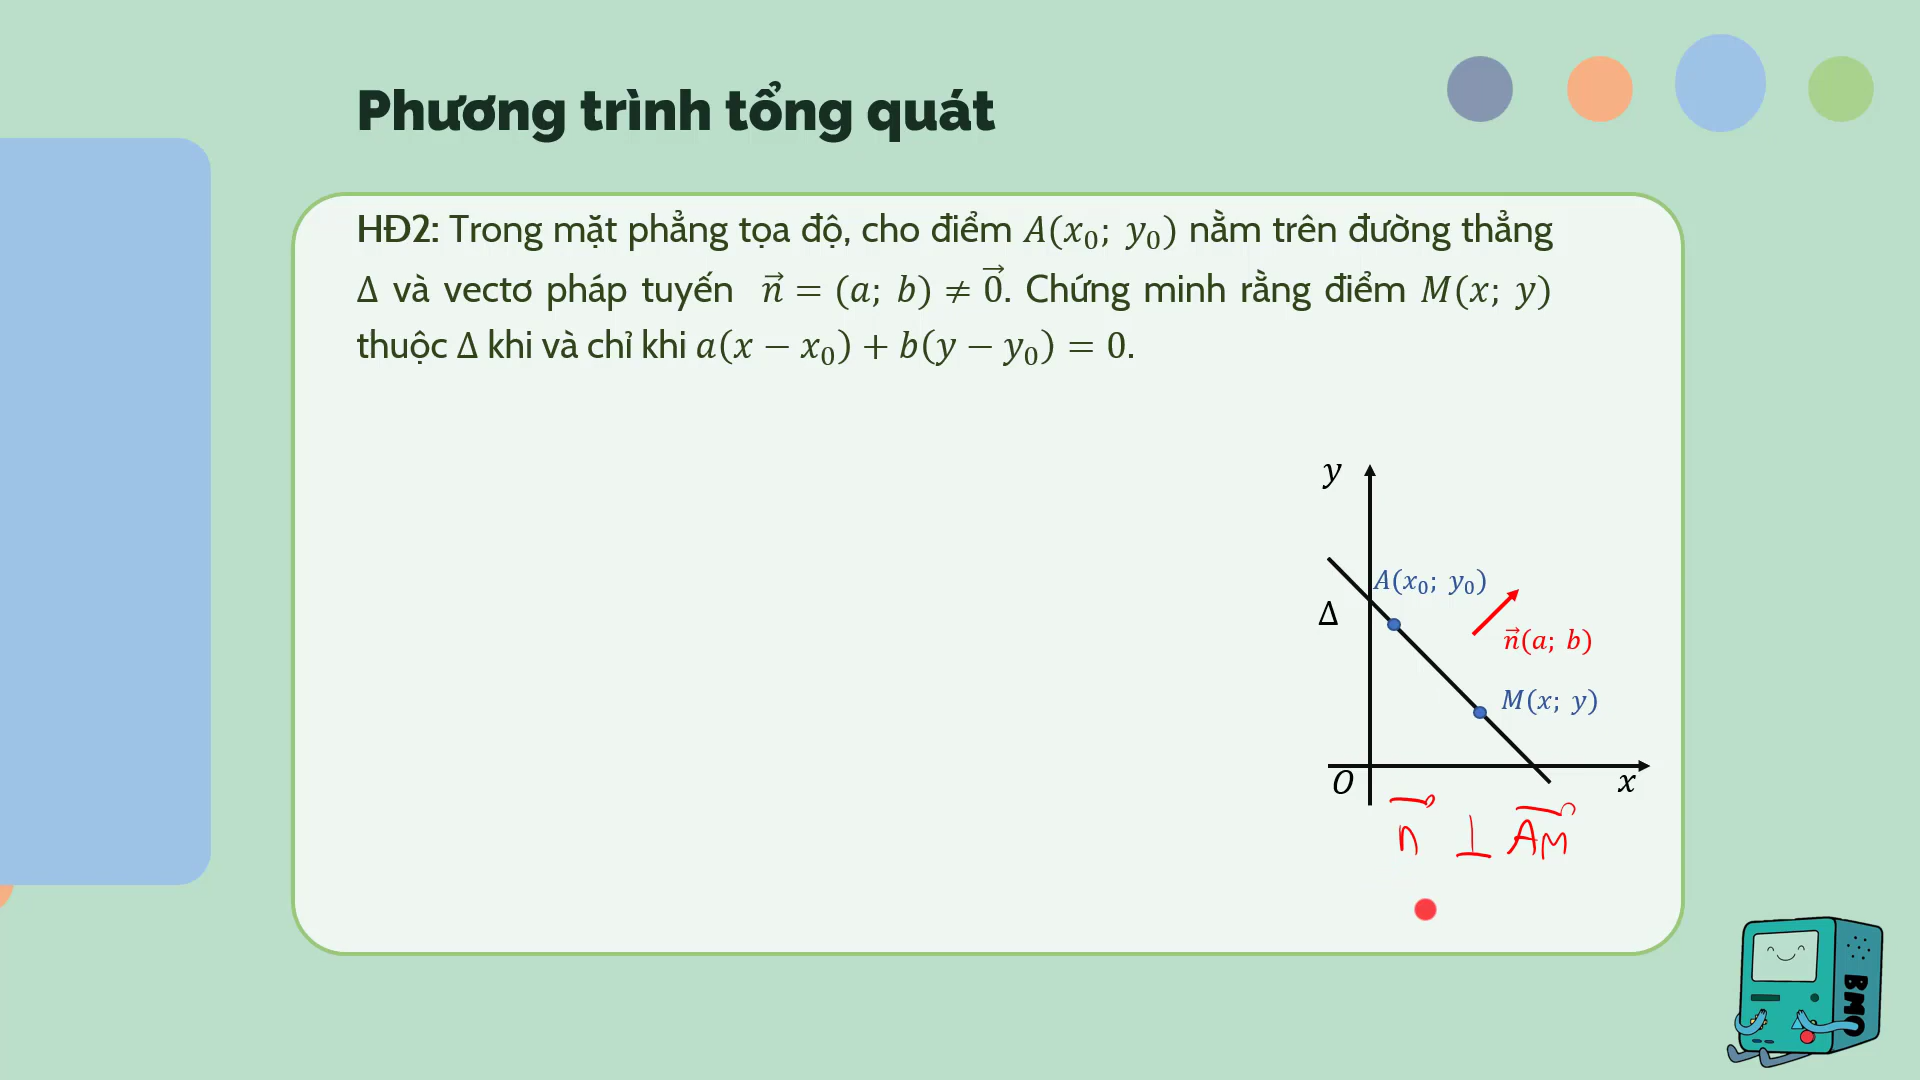 Phương trình tổng quát
HĐ2: Trong mặt phẳng tọa độ, cho điểm A(x₀; y₀) nằm trên đường thẳng
Δ và vectơ pháp tuyến n⃗ = (a; b) ≠ 0⃗. Chứng minh rằng điểm M(x; y)
thuộc Δ khi và chỉ khi a(x − x₀) + b(y − y₀) = 0.
y
A(x₀; y₀)
Δ
n⃗(a; b)
M(x; y)
O
x
n⃗ ⊥ AM⃗
BMO